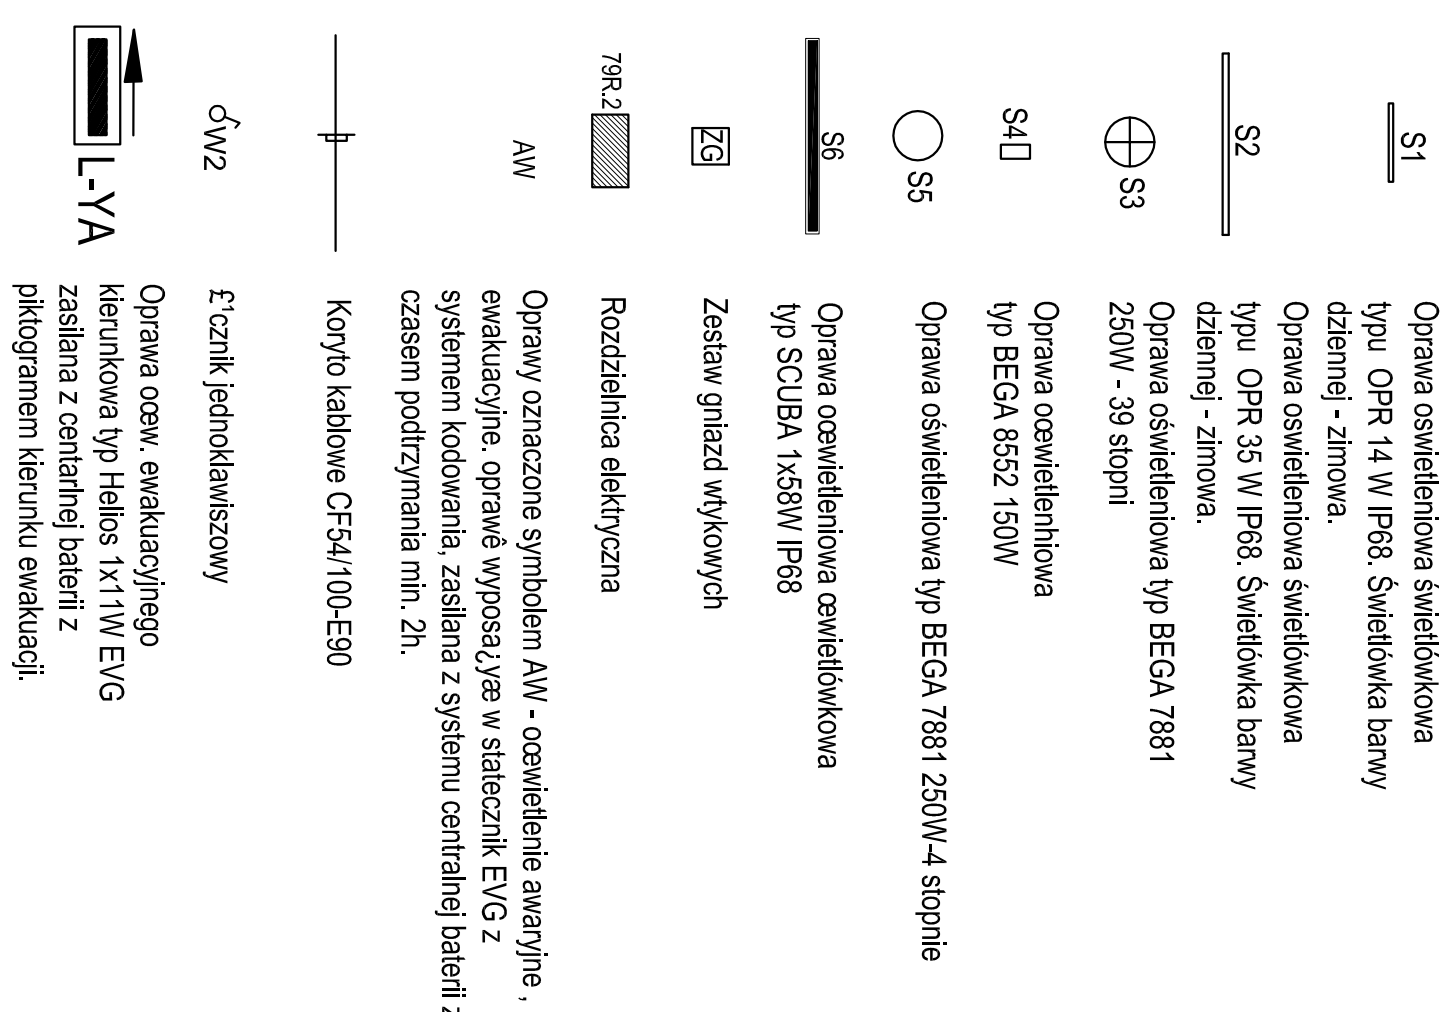 S1
Oprawa oswietleniowa świetlówkowa
typu OPR 14 W IP68. Świetlówka barwy
dziennej - zimowa.
S2
Oprawa oswietleniowa świetlówkowa
typu OPR 35 W IP68. Świetlówka barwy
dziennej - zimowa.
S3
Oprawa oświetleniowa typ BEGA 7881
250W - 39 stopni
S4
Oprawa oœwietlenhiowa
typ BEGA 8552 150W
S5
Oprawa oświetleniowa typ BEGA 7881 250W-4 stopnie
S6
Oprawa oœwietleniowa œwietlówkowa
typ SCUBA 1x58W IP68
ZG
Zestaw gniazd wtykowych
79R.2
Rozdzielnica elektryczna
AW
Oprawy oznaczone symbolem AW - oœwietlenie awaryjne ,
ewakuacyjne. oprawê wyposa¿yæ w statecznik EVG z
systemem kodowania, zasilana z systemu centralnej baterii z
czasem podtrzymania min. 2h.
Koryto kablowe CF54/100-E90
W2
£¹cznik jednoklawiszowy
L-YA
Oprawa oœw. ewakuacyjnego
kierunkowa typ Helios 1x11W EVG
zasilana z centarlnej baterii z
piktogramem kierunku ewakuacji.